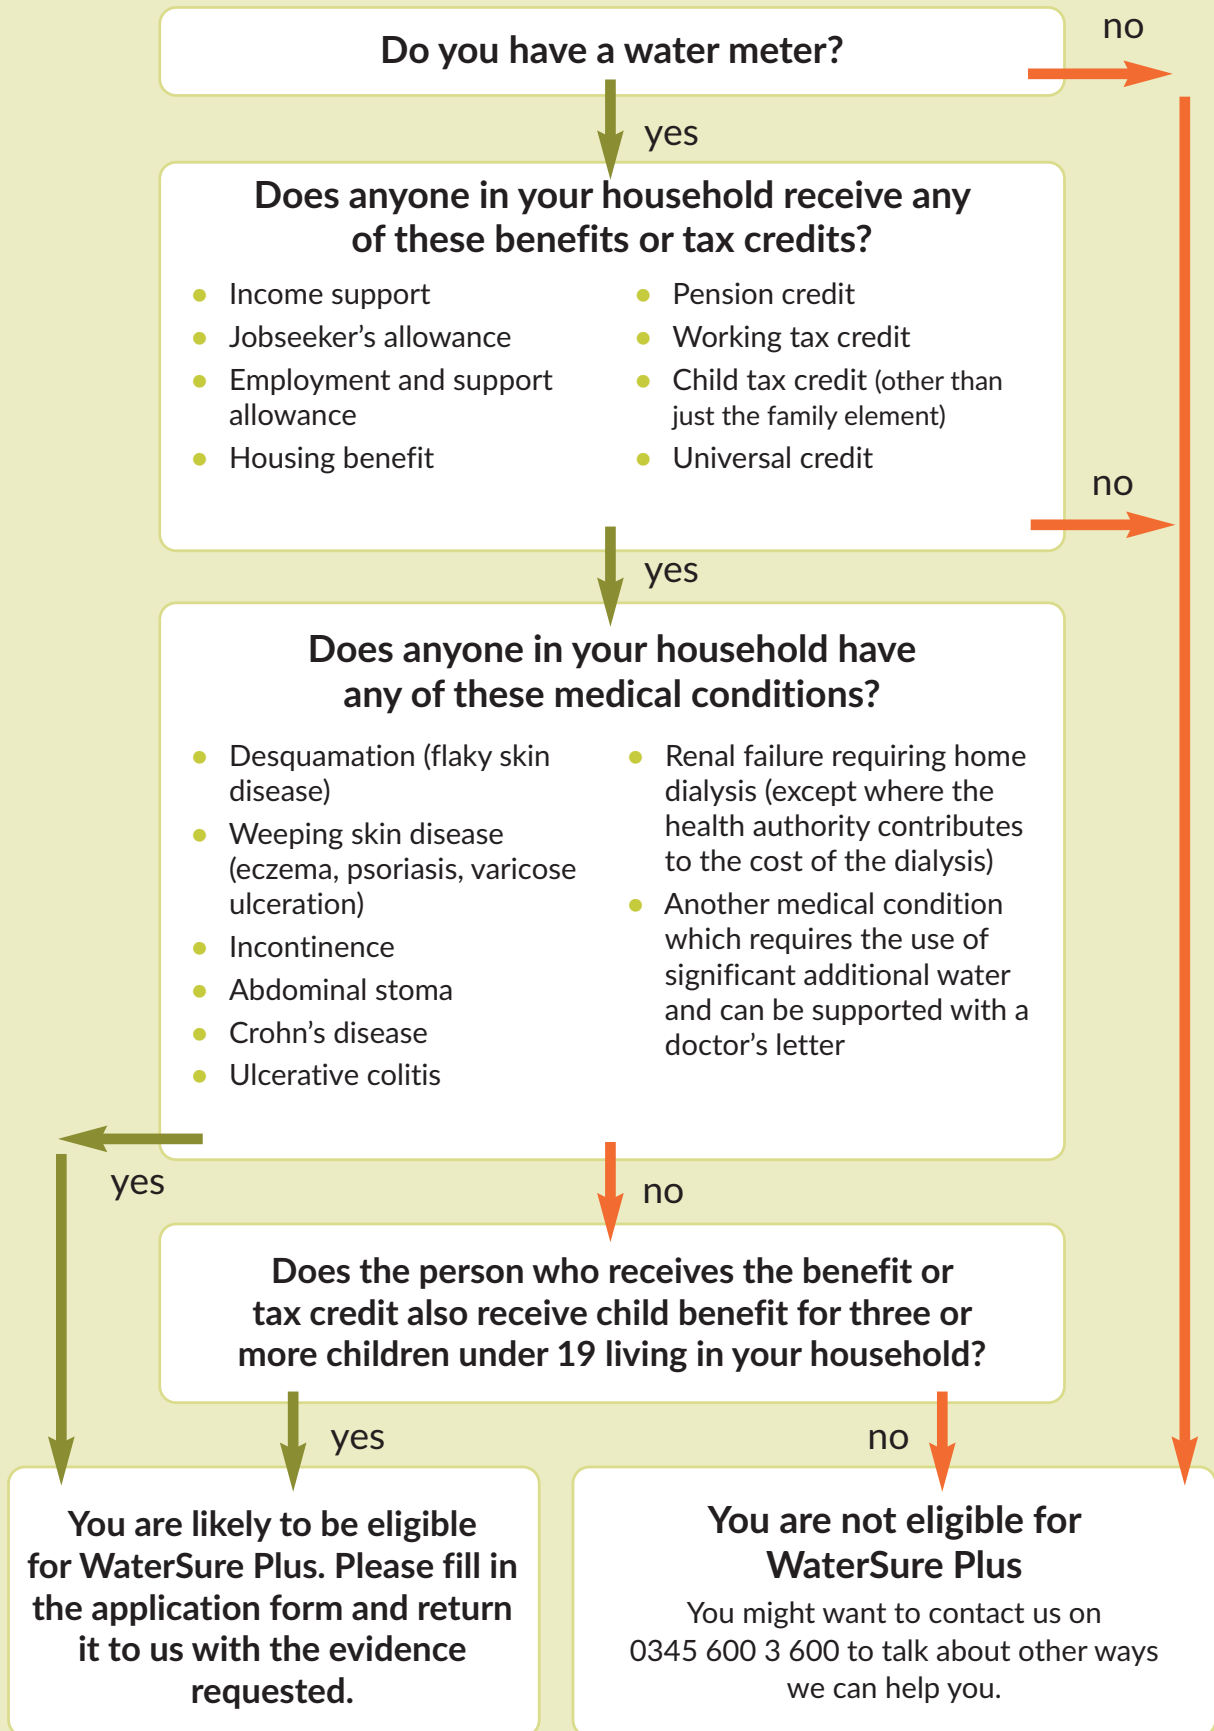 Do you have a water meter?
no
yes
Does anyone in your household receive any
of these benefits or tax credits?
• Income support
• Jobseeker’s allowance
• Employment and support
allowance
• Housing benefit
• Pension credit
• Working tax credit
• Child tax credit (other than
just the family element)
• Universal credit
no
yes
Does anyone in your household have
any of these medical conditions?
• Desquamation (flaky skin
disease)
• Weeping skin disease
(eczema, psoriasis, varicose
ulceration)
• Incontinence
• Abdominal stoma
• Crohn’s disease
• Ulcerative colitis
• Renal failure requiring home
dialysis (except where the
health authority contributes
to the cost of the dialysis)
• Another medical condition
which requires the use of
significant additional water
and can be supported with a
doctor’s letter
yes
no
Does the person who receives the benefit or
tax credit also receive child benefit for three or
more children under 19 living in your household?
yes
no
You are likely to be eligible
for WaterSure Plus. Please fill in
the application form and return
it to us with the evidence
requested.
You are not eligible for
WaterSure Plus
You might want to contact us on
0345 600 3 600 to talk about other ways
we can help you.